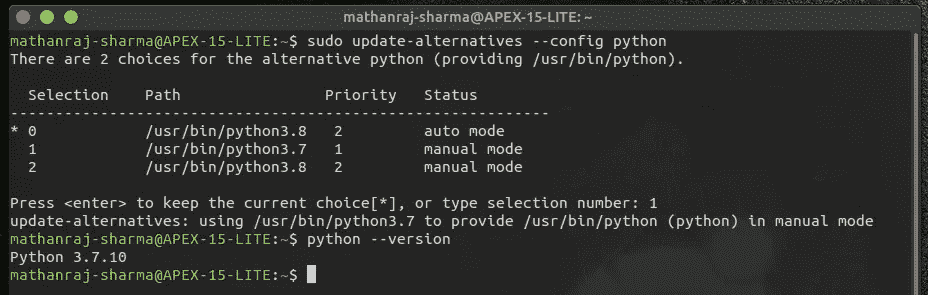 mathanraj-sharma@APEX-15-LITE: ~
mathanraj-sharma@APEX-15-LITE:~$ sudo update-alternatives --config python
There are 2 choices for the alternative python (providing /usr/bin/python).
Selection Path Priority Status
------------------------------------------------------------
* 0 /usr/bin/python3.8 2 auto mode
1 /usr/bin/python3.7 1 manual mode
2 /usr/bin/python3.8 2 manual mode
Press <enter> to keep the current choice[*], or type selection number: 1
update-alternatives: using /usr/bin/python3.7 to provide /usr/bin/python (python) in manual mode
mathanraj-sharma@APEX-15-LITE:~$ python --version
Python 3.7.10
mathanraj-sharma@APEX-15-LITE:~$